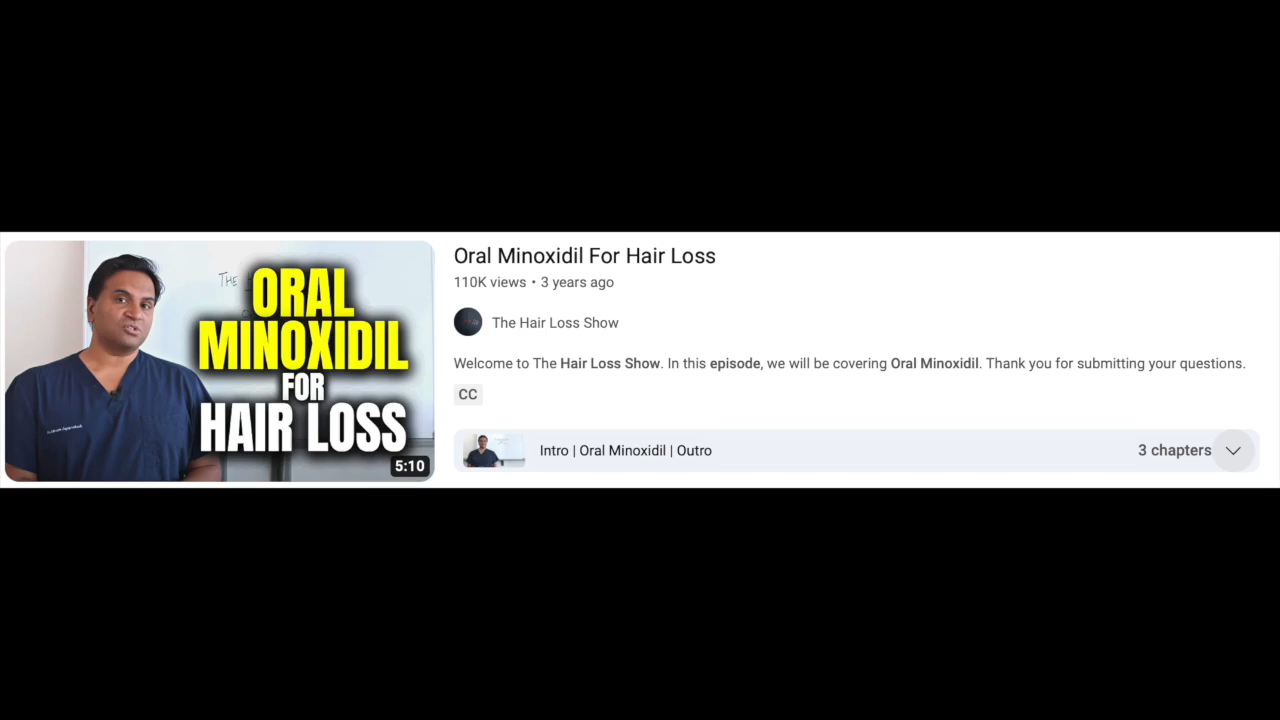 THE
ORAL
MINOXIDIL
FOR
HAIR LOSS
5:10
Oral Minoxidil For Hair Loss
110K views • 3 years ago
The Hair Loss Show
Welcome to The Hair Loss Show. In this episode, we will be covering Oral Minoxidil. Thank you for submitting your questions.
CC
Intro | Oral Minoxidil | Outro
3 chapters